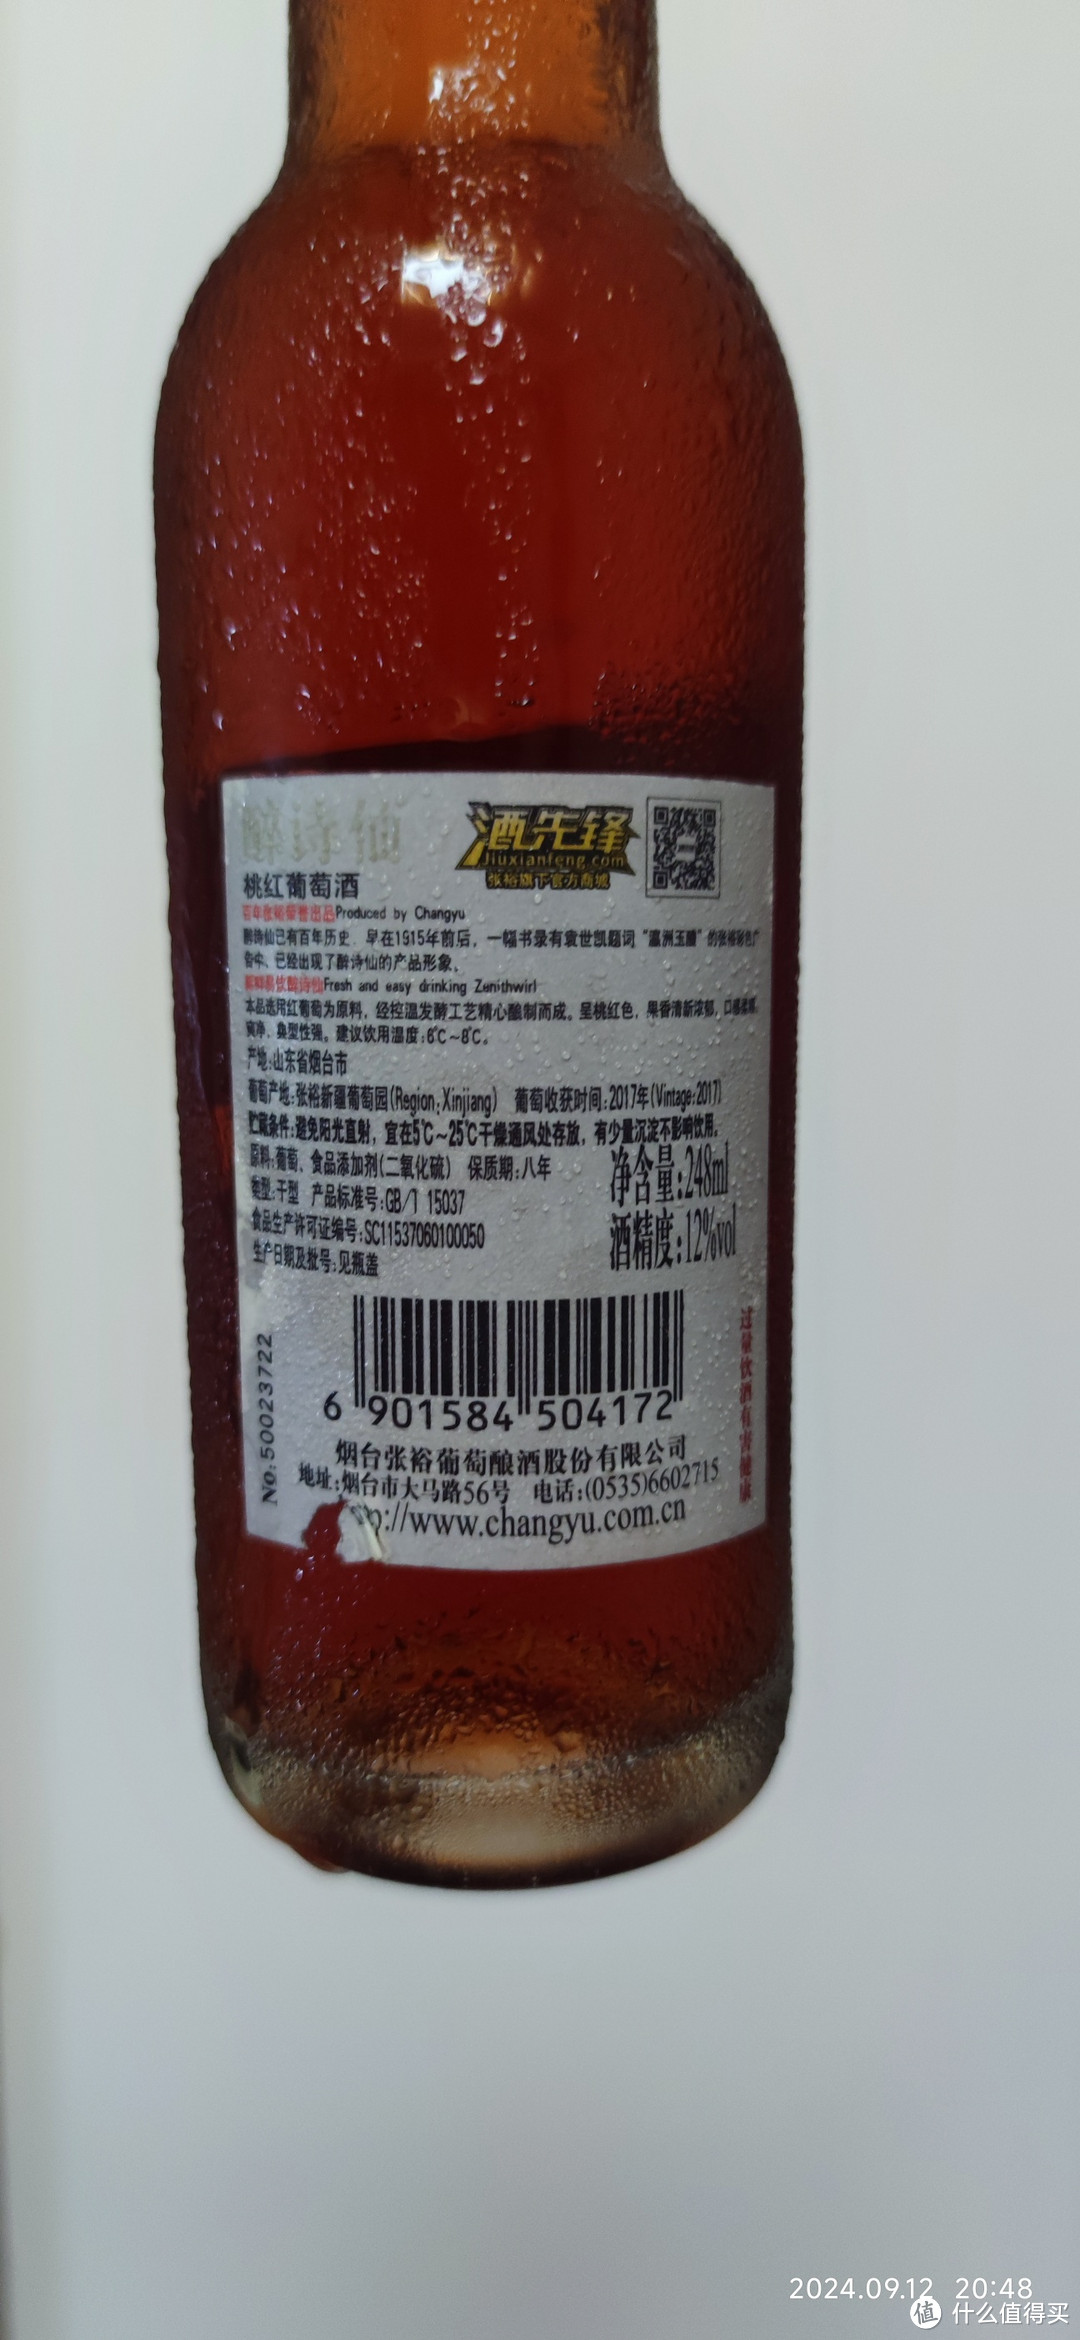 醉诗仙
酒先锋
Jiuxianfeng.com
张裕旗下官方商城
桃红葡萄酒
百年张裕荣誉出品Produced by Changyu
醉诗仙已有百年历史．早在1915年前后，一幅书录有袁世凯题词“瀛洲玉醴”的张裕彩色广
告中、已经出现了醉诗仙的产品形象。
新鲜易饮醉诗仙Fresh and easy drinking Zenithwirl
本品选用红葡萄为原料，经控温发酵工艺精心酿制而成。呈桃红色，果香清新浓郁，口感柔顺、
爽净、典型性强。建议饮用温度:6℃～8℃。
产地:山东省烟台市
葡萄产地:张裕新疆葡萄园(Region:Xinjiang) 葡萄收获时间:2017年(Vintage:2017)
贮藏条件:避免阳光直射，宜在5℃～25℃干燥通风处存放，有少量沉淀不影响饮用。
原料:葡萄、食品添加剂(二氧化硫) 保质期:八年
类型:干型 产品标准号:GB/T 15037
食品生产许可证编号:SC11537060100050
生产日期及批号:见瓶盖
净含量:248ml
酒精度:12%vol
过量饮酒有害健康
No:50023722
6 901584 504172
烟台张裕葡萄酿酒股份有限公司
地址:烟台市大马路56号 电话:(0535)6602715
://www.changyu.com.cn
2024.09.12 20:48
值 什么值得买